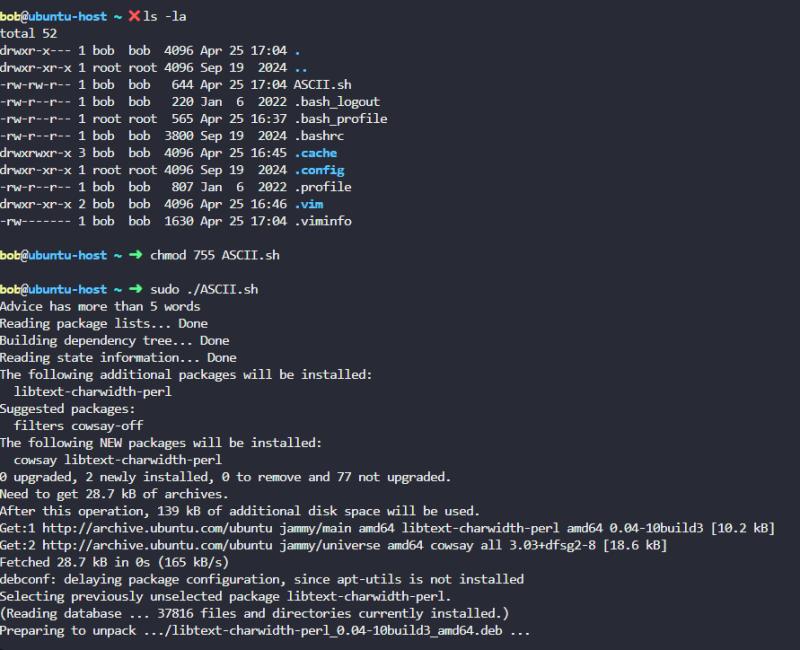 bob@ubuntu-host ~ ❌ls -la
total 52
drwxr-x--- 1 bob  bob  4096 Apr 25 17:04 .
drwxr-xr-x 1 root root 4096 Sep 19  2024 ..
-rw-rw-r-- 1 bob  bob   644 Apr 25 17:04 ASCII.sh
-rw-r--r-- 1 bob  bob   220 Jan  6  2022 .bash_logout
-rw-r--r-- 1 root root  565 Apr 25 16:37 .bash_profile
-rw-r--r-- 1 bob  bob  3800 Sep 19  2024 .bashrc
drwxrwxr-x 3 bob  bob  4096 Apr 25 16:45 .cache
drwxr-xr-x 1 root root 4096 Sep 19  2024 .config
-rw-r--r-- 1 bob  bob   807 Jan  6  2022 .profile
drwxr-xr-x 2 bob  bob  4096 Apr 25 16:46 .vim
-rw------- 1 bob  bob  1630 Apr 25 17:04 .viminfo
bob@ubuntu-host ~ ➜ chmod 755 ASCII.sh
bob@ubuntu-host ~ ➜ sudo ./ASCII.sh
Advice has more than 5 words
Reading package lists... Done
Building dependency tree... Done
Reading state information... Done
The following additional packages will be installed:
  libtext-charwidth-perl
Suggested packages:
  filters cowsay-off
The following NEW packages will be installed:
  cowsay libtext-charwidth-perl
0 upgraded, 2 newly installed, 0 to remove and 77 not upgraded.
Need to get 28.7 kB of archives.
After this operation, 139 kB of additional disk space will be used.
Get:1 http://archive.ubuntu.com/ubuntu jammy/main amd64 libtext-charwidth-perl amd64 0.04-10build3 [10.2 kB]
Get:2 http://archive.ubuntu.com/ubuntu jammy/universe amd64 cowsay all 3.03+dfsg2-8 [18.6 kB]
Fetched 28.7 kB in 0s (165 kB/s)
debconf: delaying package configuration, since apt-utils is not installed
Selecting previously unselected package libtext-charwidth-perl.
(Reading database ... 37816 files and directories currently installed.)
Preparing to unpack .../libtext-charwidth-perl_0.04-10build3_amd64.deb ...